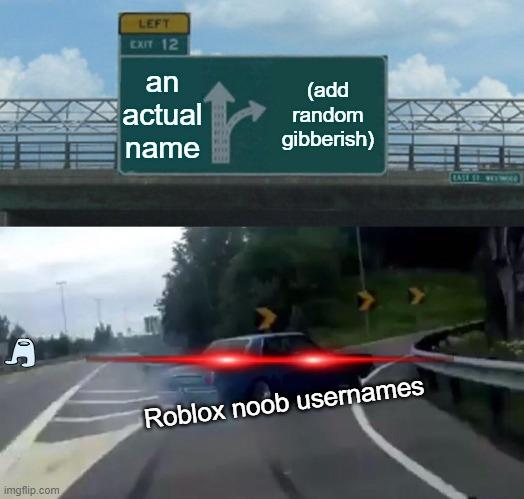 LEFT
EXIT 12
an
actual
name
(add
random
gibberish)
Roblox noob usernames
imgflip.com